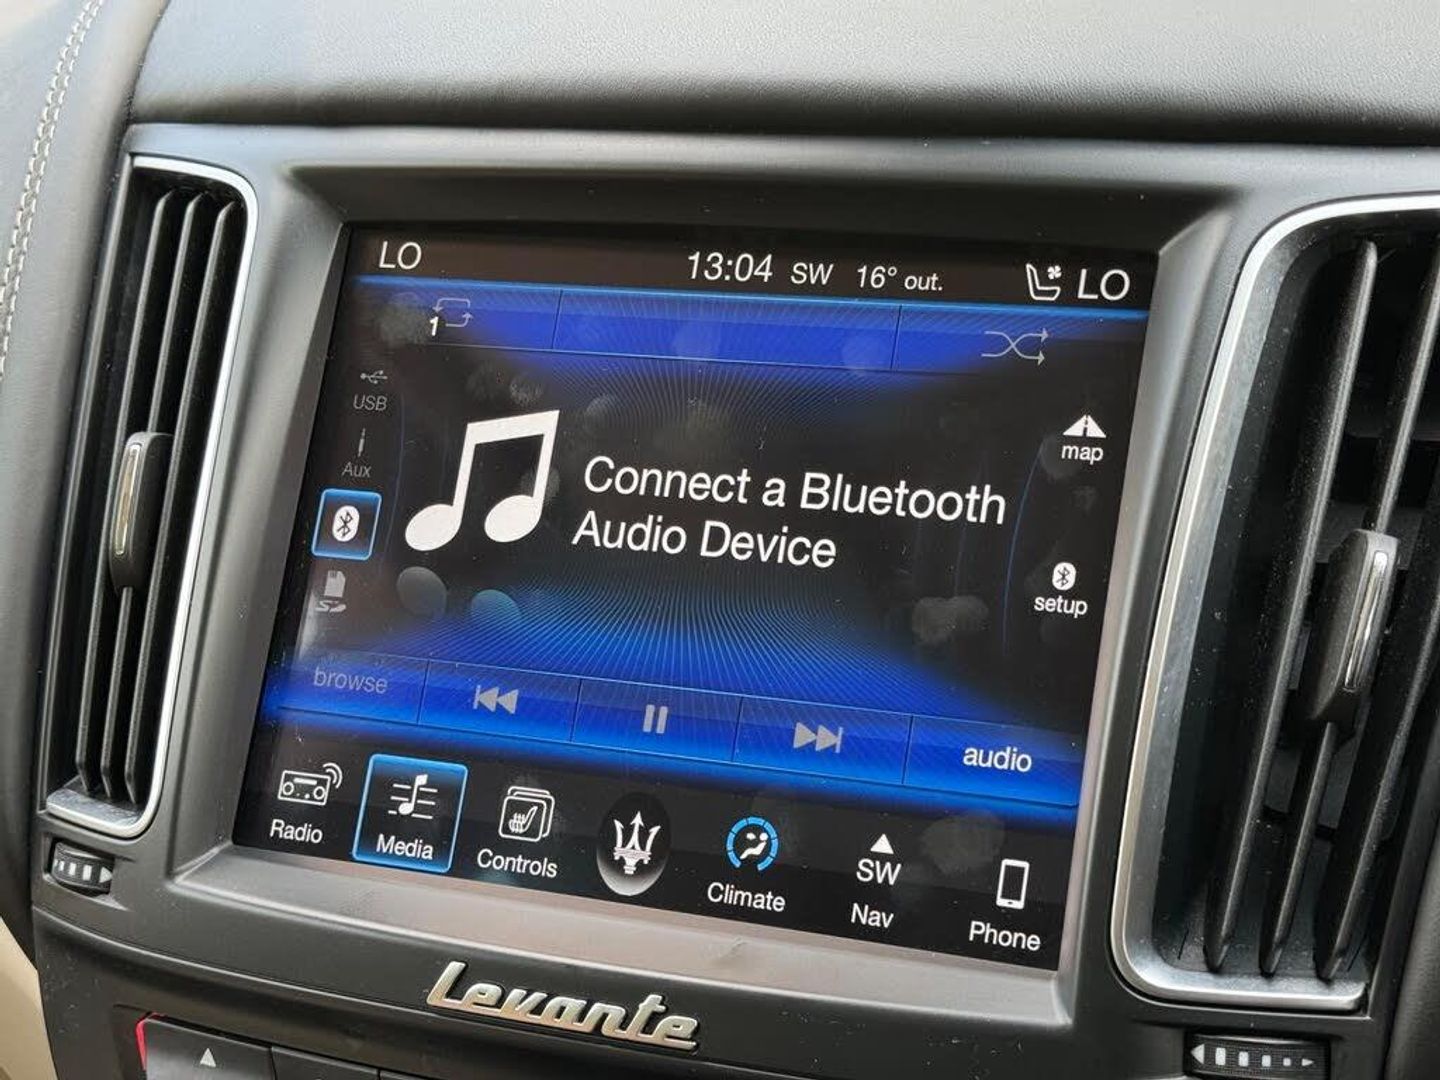 LO
13:04 SW 16° out.
LO
1
USB
Aux
Connect a Bluetooth
Audio Device
map
setup
browse
audio
Radio
Media
Controls
Climate
SW
Nav
Phone
Levante